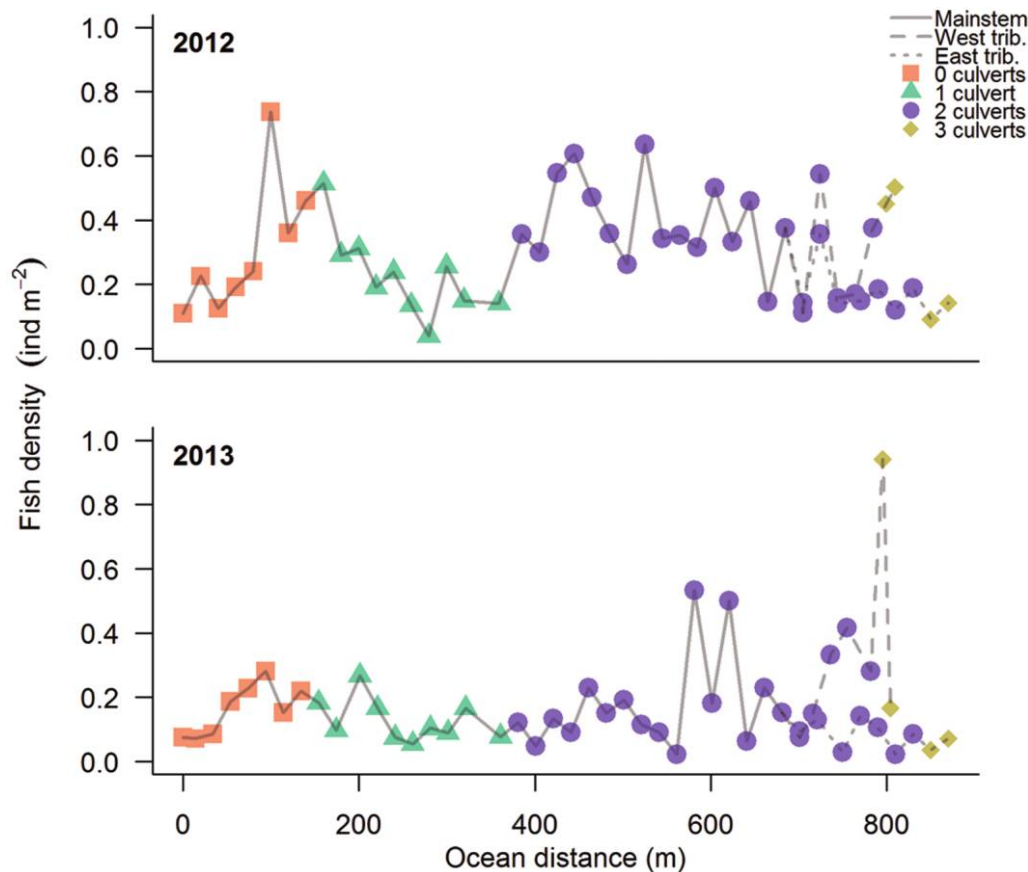 1.0
0.8
0.6
0.4
0.2
0.0
2012
Mainstem
West trib.
East trib.
0 culverts
1 culvert
2 culverts
3 culverts
Fish density (ind m⁻²)
1.0
0.8
0.6
0.4
0.2
0.0
2013
0 200 400 600 800
Ocean distance (m)